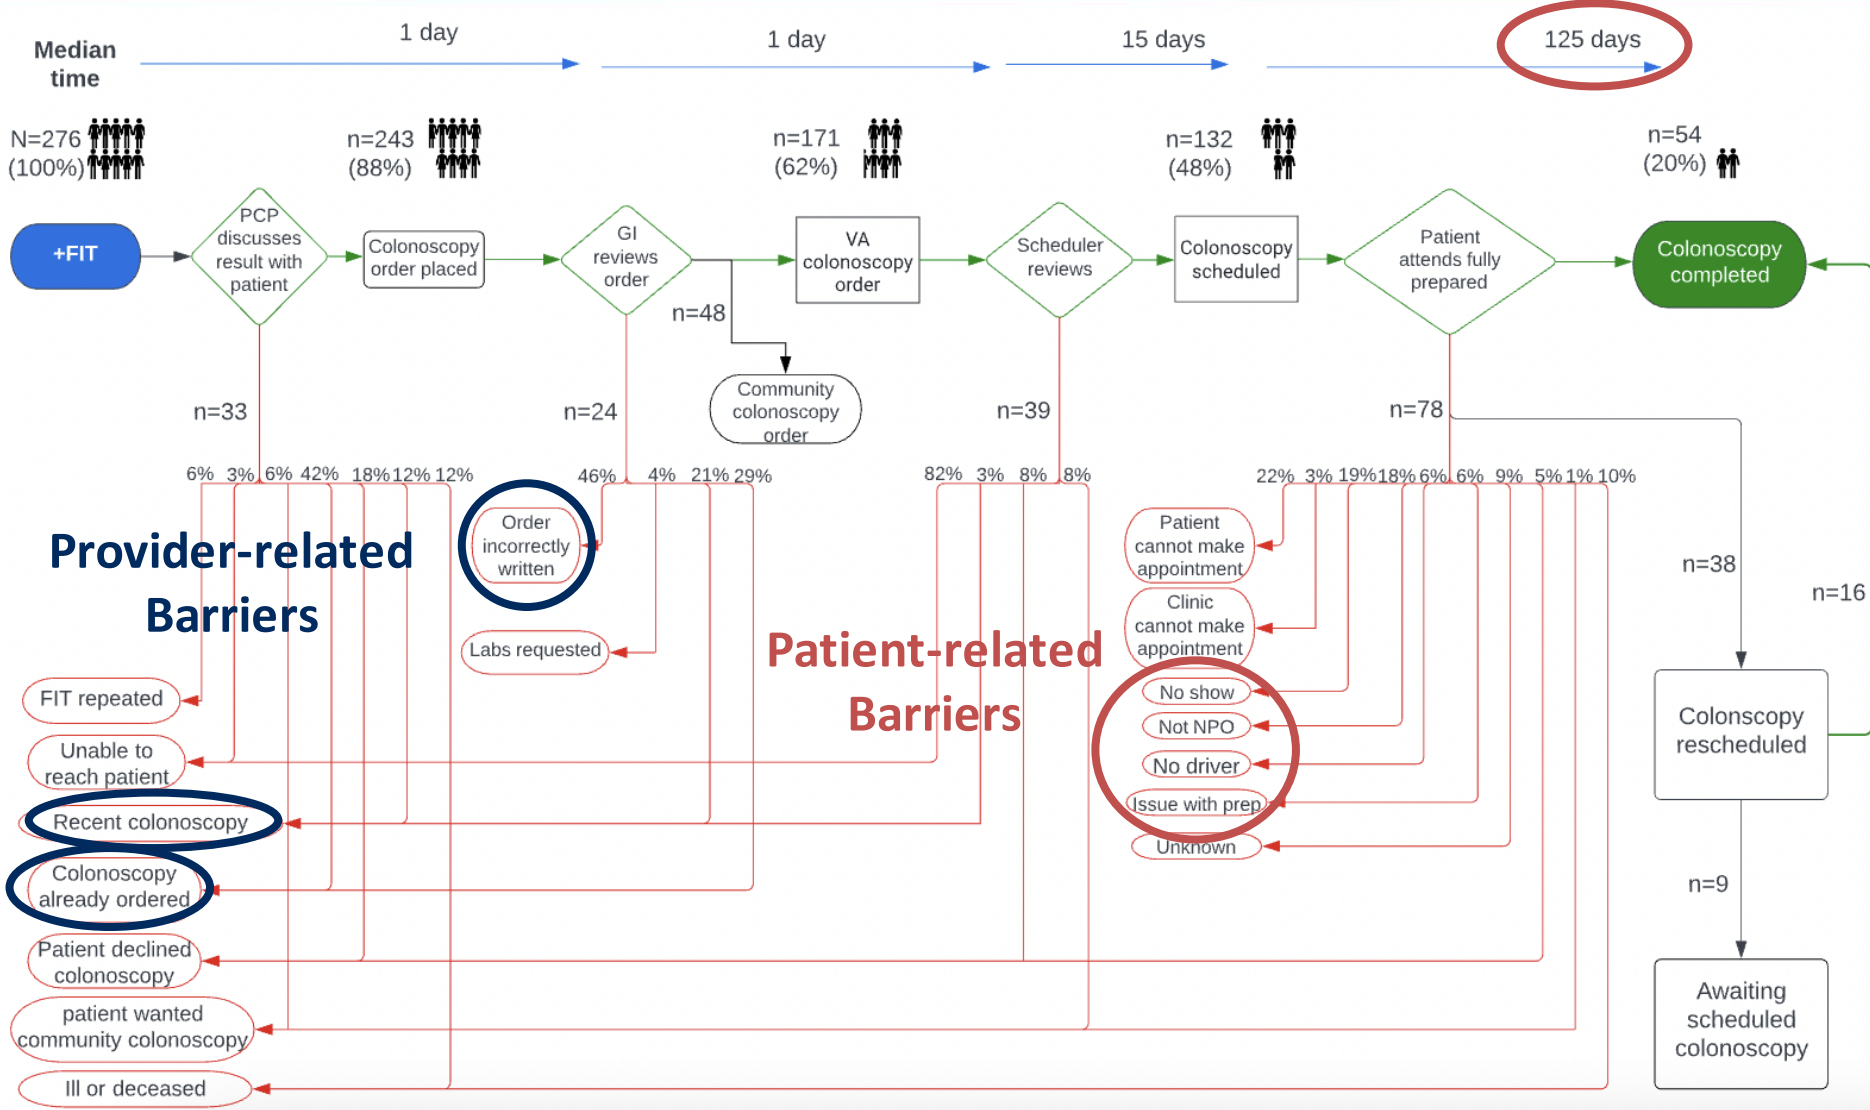 Median
time
1 day
1 day
15 days
125 days
N=276
(100%)
n=243
(88%)
n=171
(62%)
n=132
(48%)
n=54
(20%)
+FIT
PCP
discusses
result with
patient
Colonoscopy
order placed
GI
reviews
order
VA
colonoscopy
order
Scheduler
reviews
Colonoscopy
scheduled
Patient
attends fully
prepared
Colonoscopy
completed
n=48
Community
colonoscopy
order
n=33
n=24
n=39
n=78
6% 3% 6% 42% 18% 12% 12%
46% 4% 21% 29%
82% 3% 8% 8%
22% 3% 19% 18% 6% 6% 9% 5% 1% 10%
Provider-related
Barriers
Order
incorrectly
written
Labs requested
Patient-related
Barriers
Patient
cannot make
appointment
Clinic
cannot make
appointment
No show
Not NPO
No driver
Issue with prep
Unknown
FIT repeated
Unable to
reach patient
Recent colonoscopy
Colonoscopy
already ordered
Patient declined
colonoscopy
patient wanted
community colonoscopy
Ill or deceased
n=38
n=16
Colonscopy
rescheduled
n=9
Awaiting
scheduled
colonoscopy